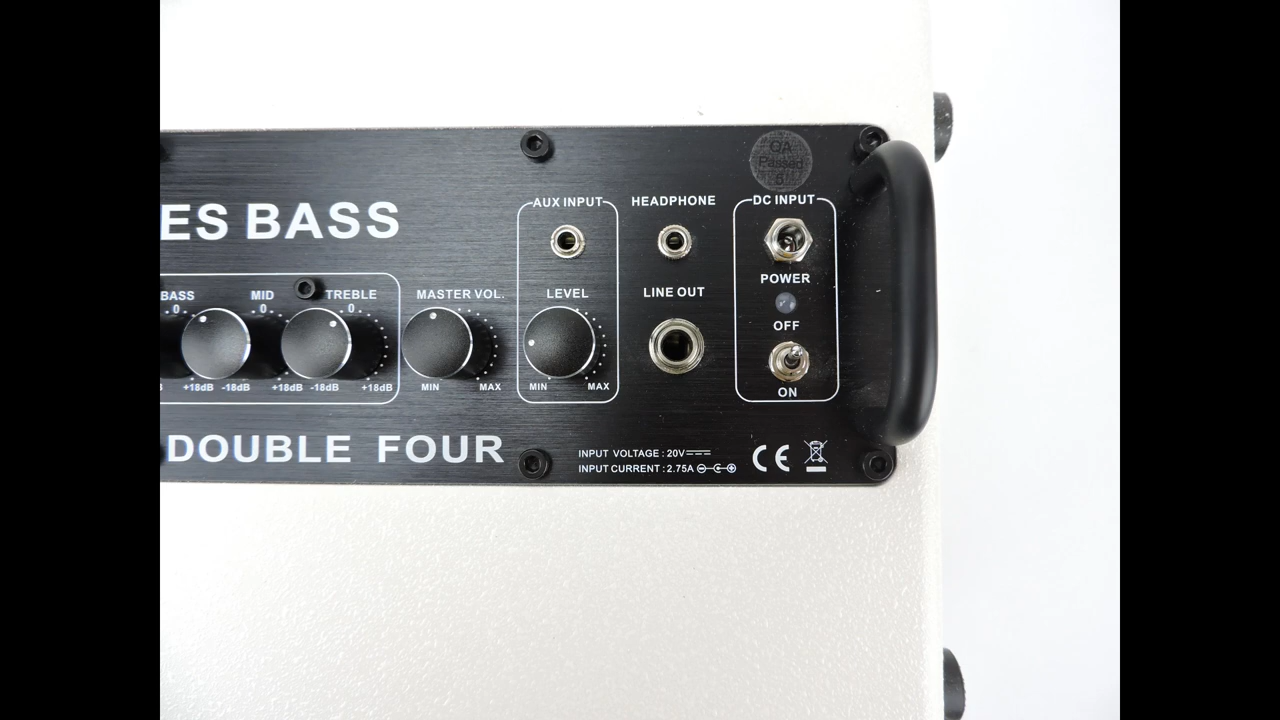 QA
Passed
6
AUX INPUT HEADPHONE DC INPUT
ES BASS
POWER
BASS MID TREBLE MASTER VOL. LEVEL LINE OUT
0 0 0
OFF
+18dB -18dB +18dB -18dB +18dB MIN MAX MIN MAX
ON
DOUBLE FOUR
INPUT VOLTAGE : 20V
INPUT CURRENT : 2.75A
CE